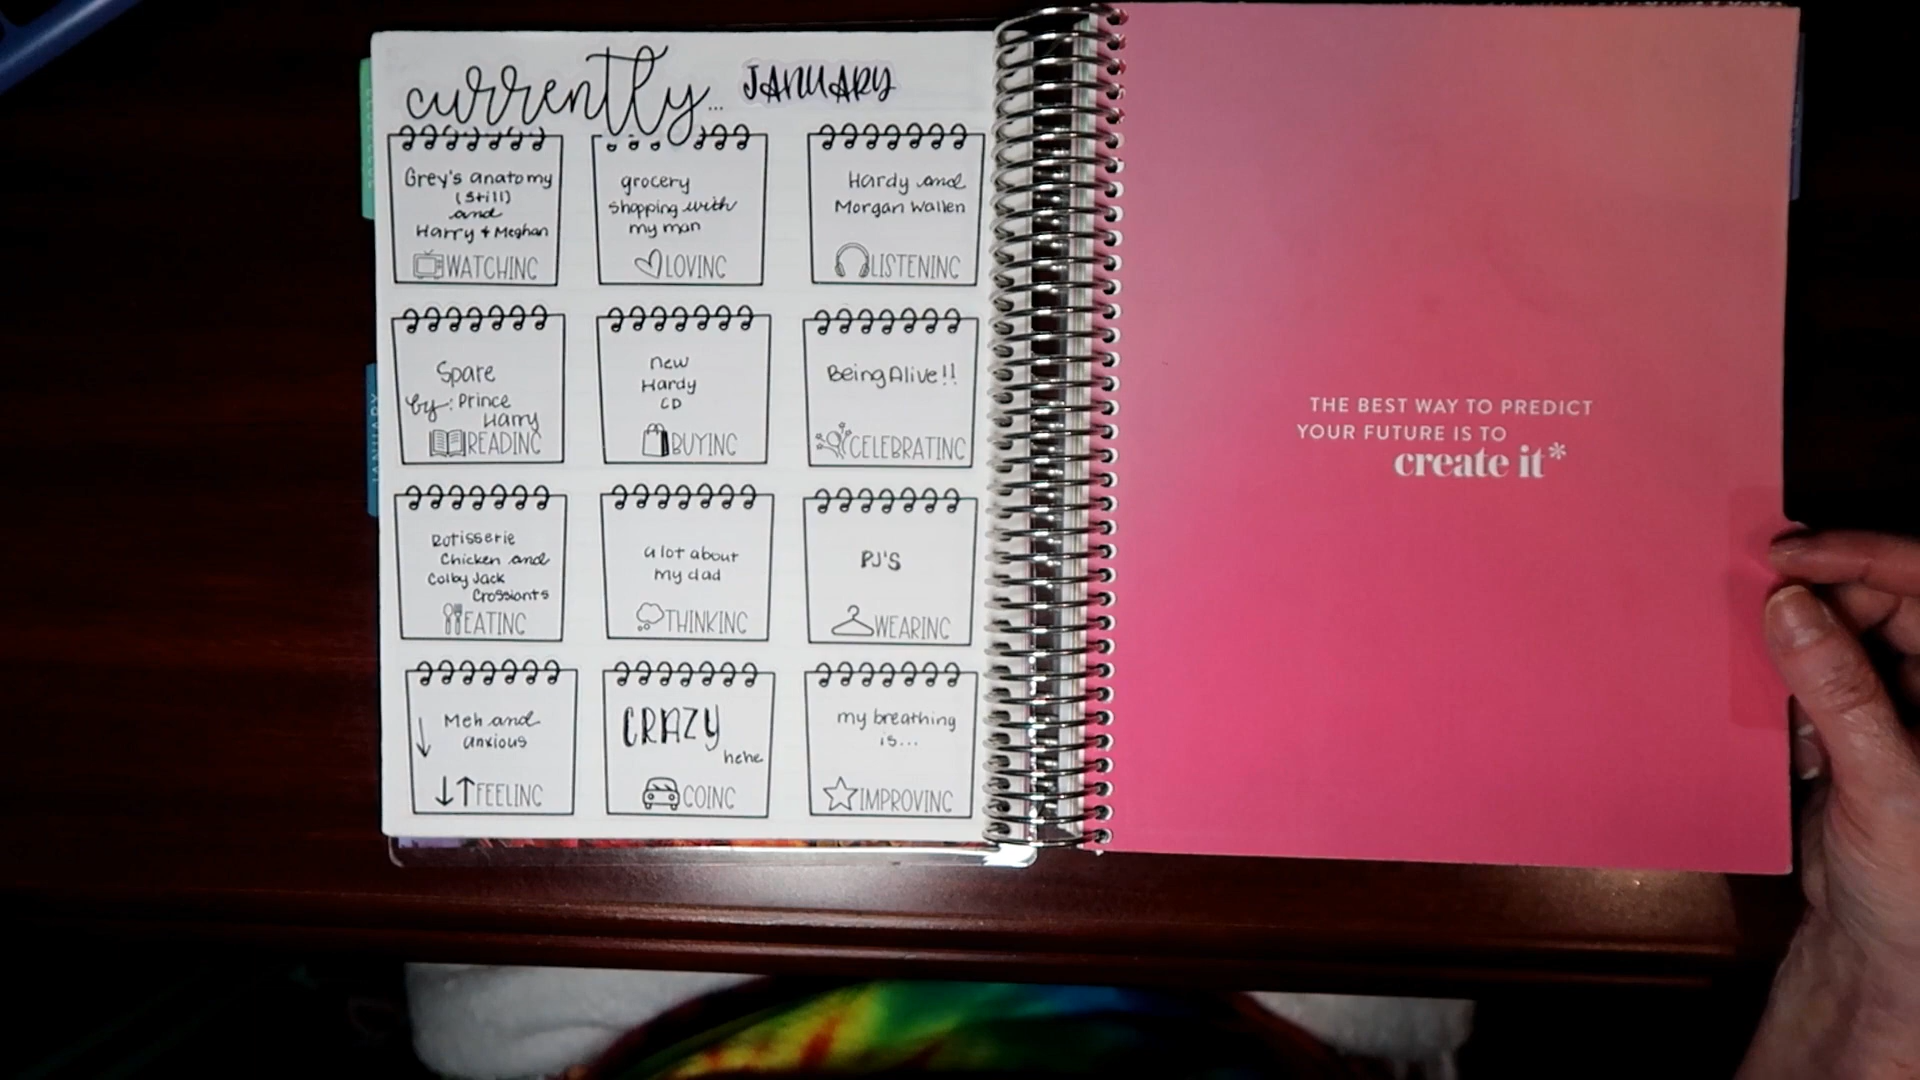 currently... JANUARY
Grey's anatomy
(Still)
and
Harry + Meghan
WATCHING
grocery
shopping with
my man
LOVING
Hardy and
Morgan Wallen
LISTENING
Spare
by: Prince
Harry
READING
new
Hardy
CD
BUYING
Being Alive!!
CELEBRATING
Rotisserie
Chicken and
Colby Jack
Crossiants
EATING
a lot about
my dad
THINKING
PJ'S
WEARING
Meh and
anxious
FEELING
CRAZY
hehe
GOING
my breathing
is...
IMPROVING
JANUARY
THE BEST WAY TO PREDICT
YOUR FUTURE IS TO
create it*